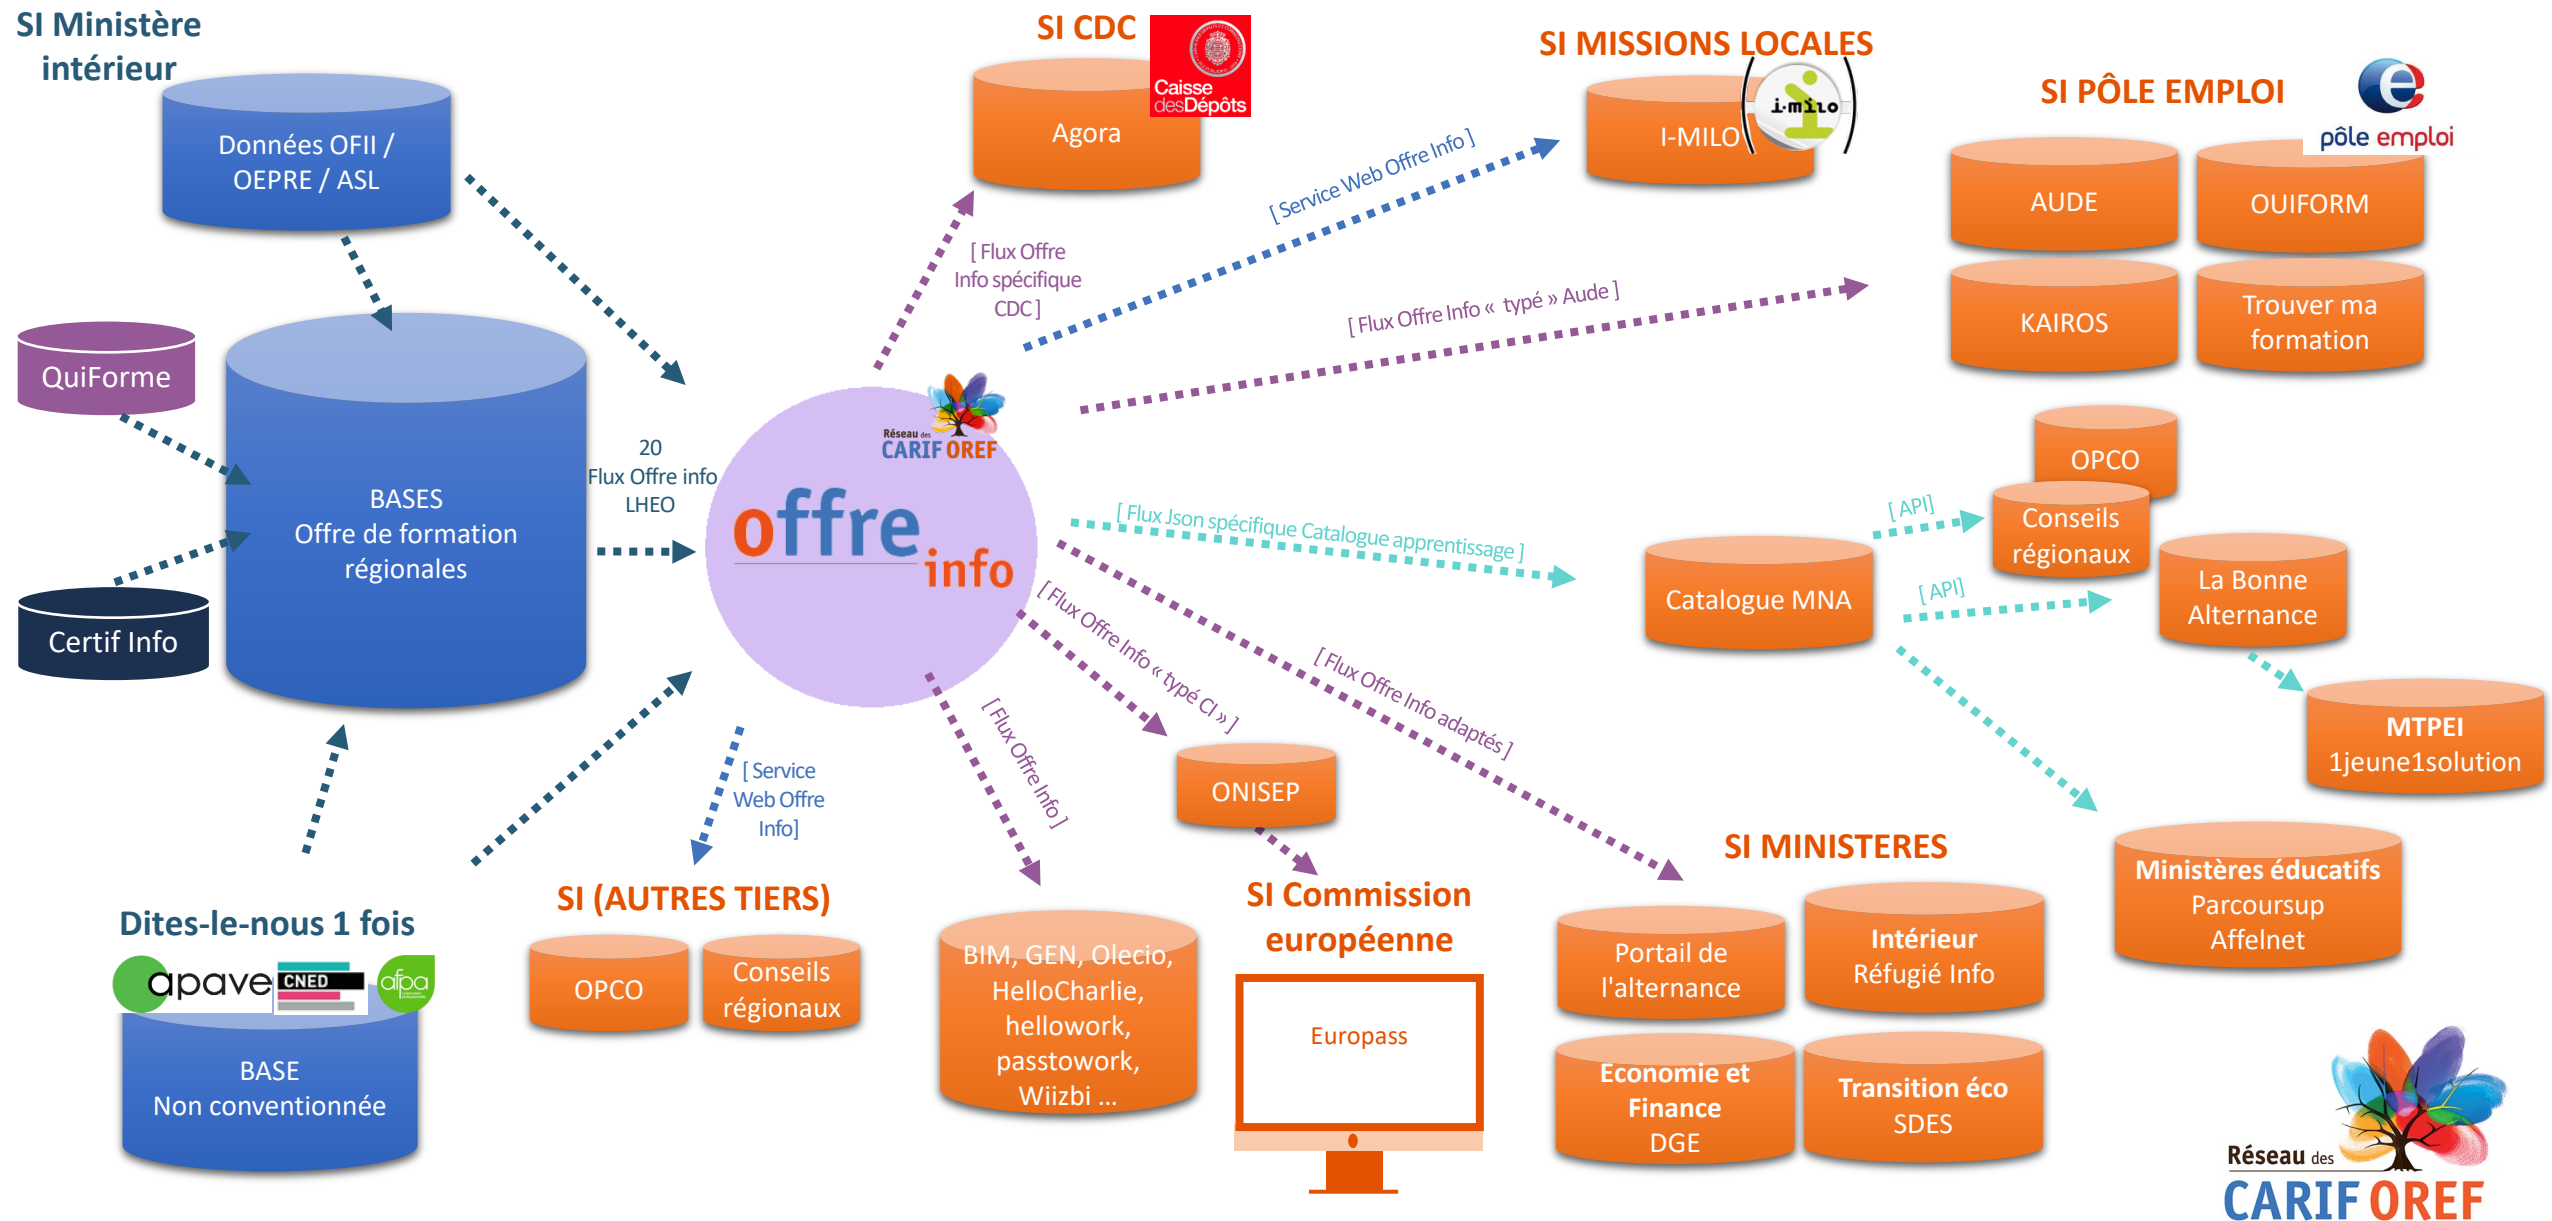 SI Ministère
intérieur
Données OFII /
OEPRE / ASL
QuiForme
BASES
Offre de formation
régionales
Certif Info
20
Flux Offre info
LHEO
Dites-le-nous 1 fois
apave
CNED
afpa
BASE
Non conventionnée
Réseau des
CARIF OREF
offre
info
SI CDC
Caisse
desDépôts
Agora
[ Flux Offre
Info spécifique
CDC ]
[ Service Web Offre Info ]
SI MISSIONS LOCALES
I-MILO
i-milo
[ Flux Offre Info « typé » Aude ]
SI PÔLE EMPLOI
pôle emploi
AUDE
OUIFORM
KAIROS
Trouver ma
formation
[ Flux Json spécifique Catalogue apprentissage ]
Catalogue MNA
[ API]
OPCO
Conseils
régionaux
[ API]
La Bonne
Alternance
MTPEI
1jeune1solution
Ministères éducatifs
Parcoursup
Affelnet
[ Flux Offre Info adaptés ]
[ Flux Offre Info « typé CI » ]
[ Flux Offre Info ]
[ Service
Web Offre
Info]
SI (AUTRES TIERS)
OPCO
Conseils
régionaux
BIM, GEN, Olecio,
HelloCharlie,
hellowork,
passtowork,
Wiizbi ...
ONISEP
SI Commission
européenne
Europass
SI MINISTERES
Portail de
l'alternance
Intérieur
Réfugié Info
Economie et
Finance
DGE
Transition éco
SDES
Réseau des
CARIF OREF